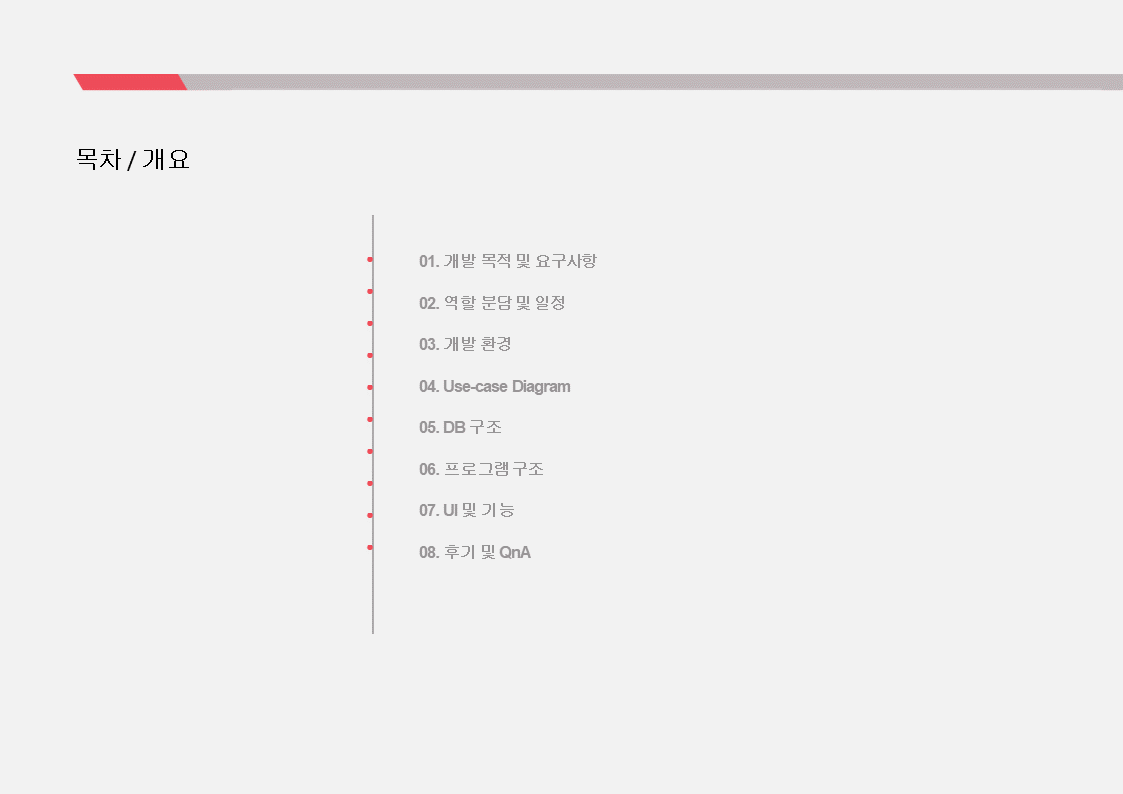 목차 / 개요
01. 개발 목적 및 요구사항
02. 역할 분담 및 일정
03. 개발 환경
04. Use-case Diagram
05. DB 구조
06. 프로그램 구조
07. UI 및 기능
08. 후기 및 QnA